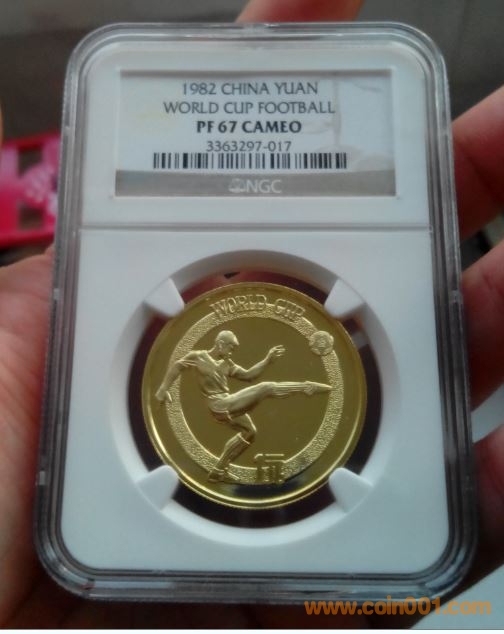 1982 CHINA YUAN
WORLD CUP FOOTBALL
PF 67 CAMEO
3363297-017
NGC
WORLD CUP
1元
www.coin001.com